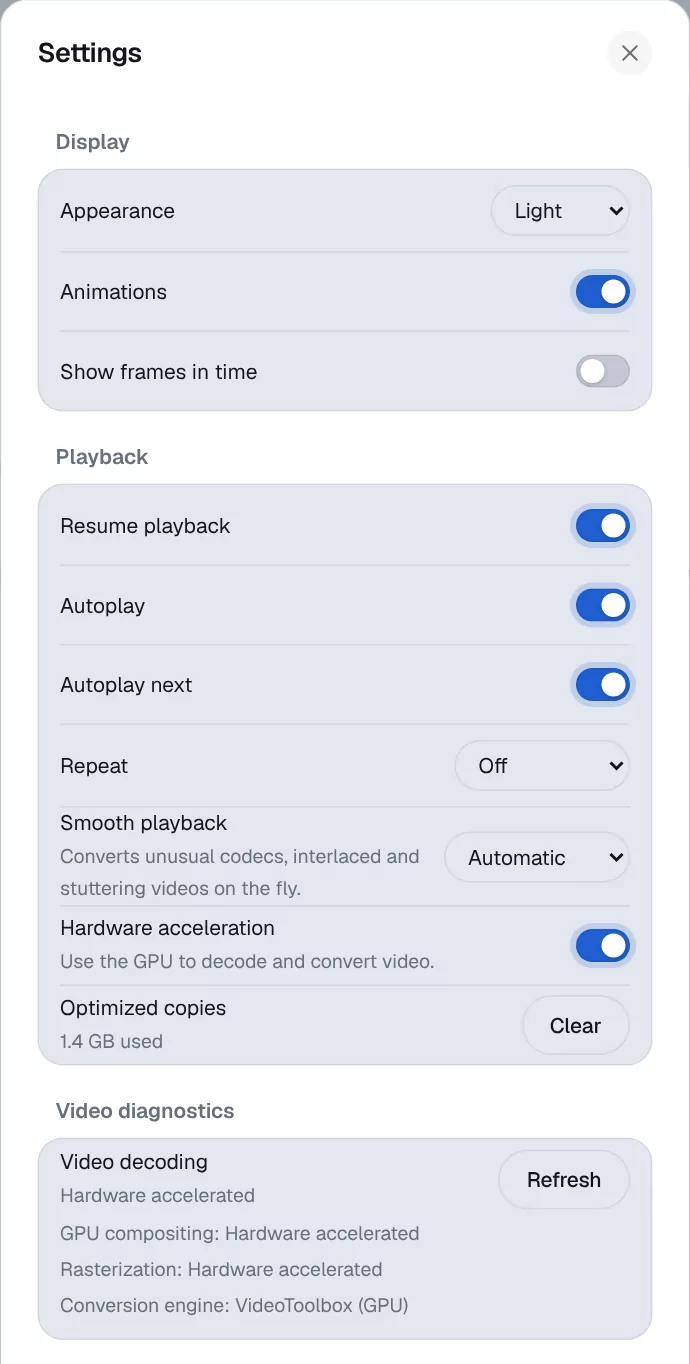 Settings
Display
Appearance
Light
Animations
Show frames in time
Playback
Resume playback
Autoplay
Autoplay next
Repeat
Off
Smooth playback
Converts unusual codecs, interlaced and
stuttering videos on the fly.
Automatic
Hardware acceleration
Use the GPU to decode and convert video.
Optimized copies
1.4 GB used
Clear
Video diagnostics
Video decoding
Hardware accelerated
Refresh
GPU compositing: Hardware accelerated
Rasterization: Hardware accelerated
Conversion engine: VideoToolbox (GPU)